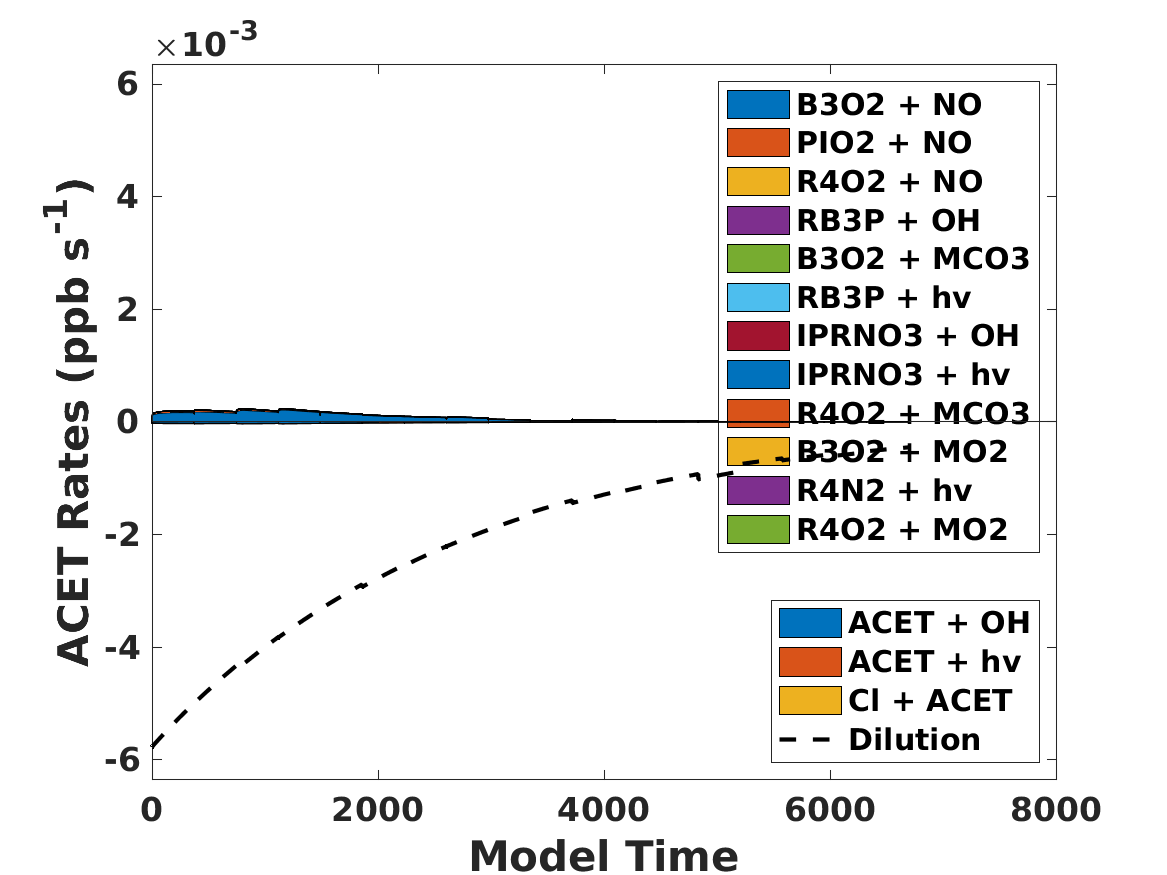 ×10-3
6
4
2
0
-2
-4
-6
ACET Rates (ppb s-1)
B3O2 + NO
PIO2 + NO
R4O2 + NO
RB3P + OH
B3O2 + MCO3
RB3P + hv
IPRNO3 + OH
IPRNO3 + hv
R4O2 + MCO3
B3O2 + MO2
R4N2 + hv
R4O2 + MO2
ACET + OH
ACET + hv
Cl + ACET
Dilution
0 2000 4000 6000 8000
Model Time